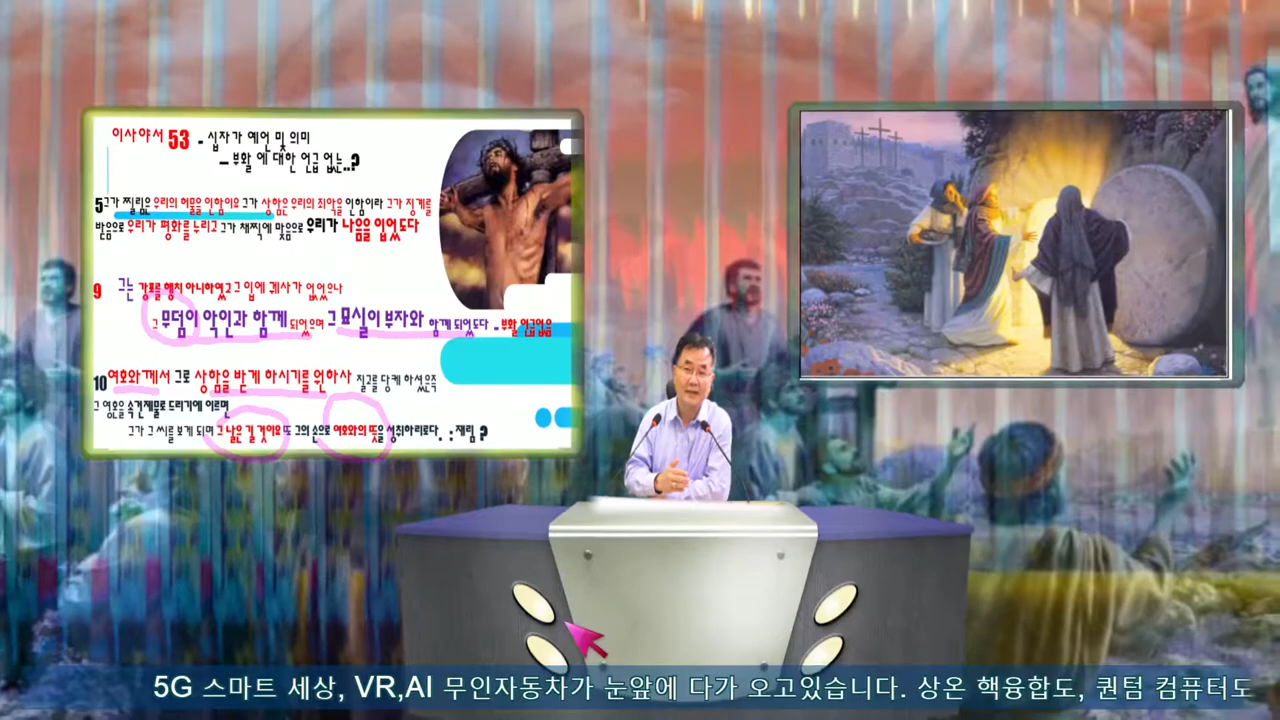 이사야서 53 - 십자가 예언 및 의미
– 부활 에 대한 언급 없는..?
5그가 찔림은 우리의 허물을 인함이요 그가 상함은 우리의 죄악을 인함이라 그가 징계를
받음으로 우리가 평화를 누리고 그가 채찍에 맞음으로 우리가 나음을 입었도다
9 그는 강포를 행치 아니하였고 그 입에 궤사가 없었으나
그 무덤이 악인과 함께 되었으며 그 묘실이 부자와 함께 되었도다 - 부활 언급없음
10여호와께서 그로 상함을 받게 하시기를 원하사 질고를 당케 하셨은즉
그 영혼을 속건제물로 드리기에 이르면
그가 그 씨를 보게 되며 그 날은 길 것이요 또 그의 손으로 여호와의 뜻을 성취하리로다. : 재림 ?
5G 스마트 세상, VR,AI 무인자동차가 눈앞에 다가 오고있습니다. 상온 핵융합도, 퀀텀 컴퓨터도